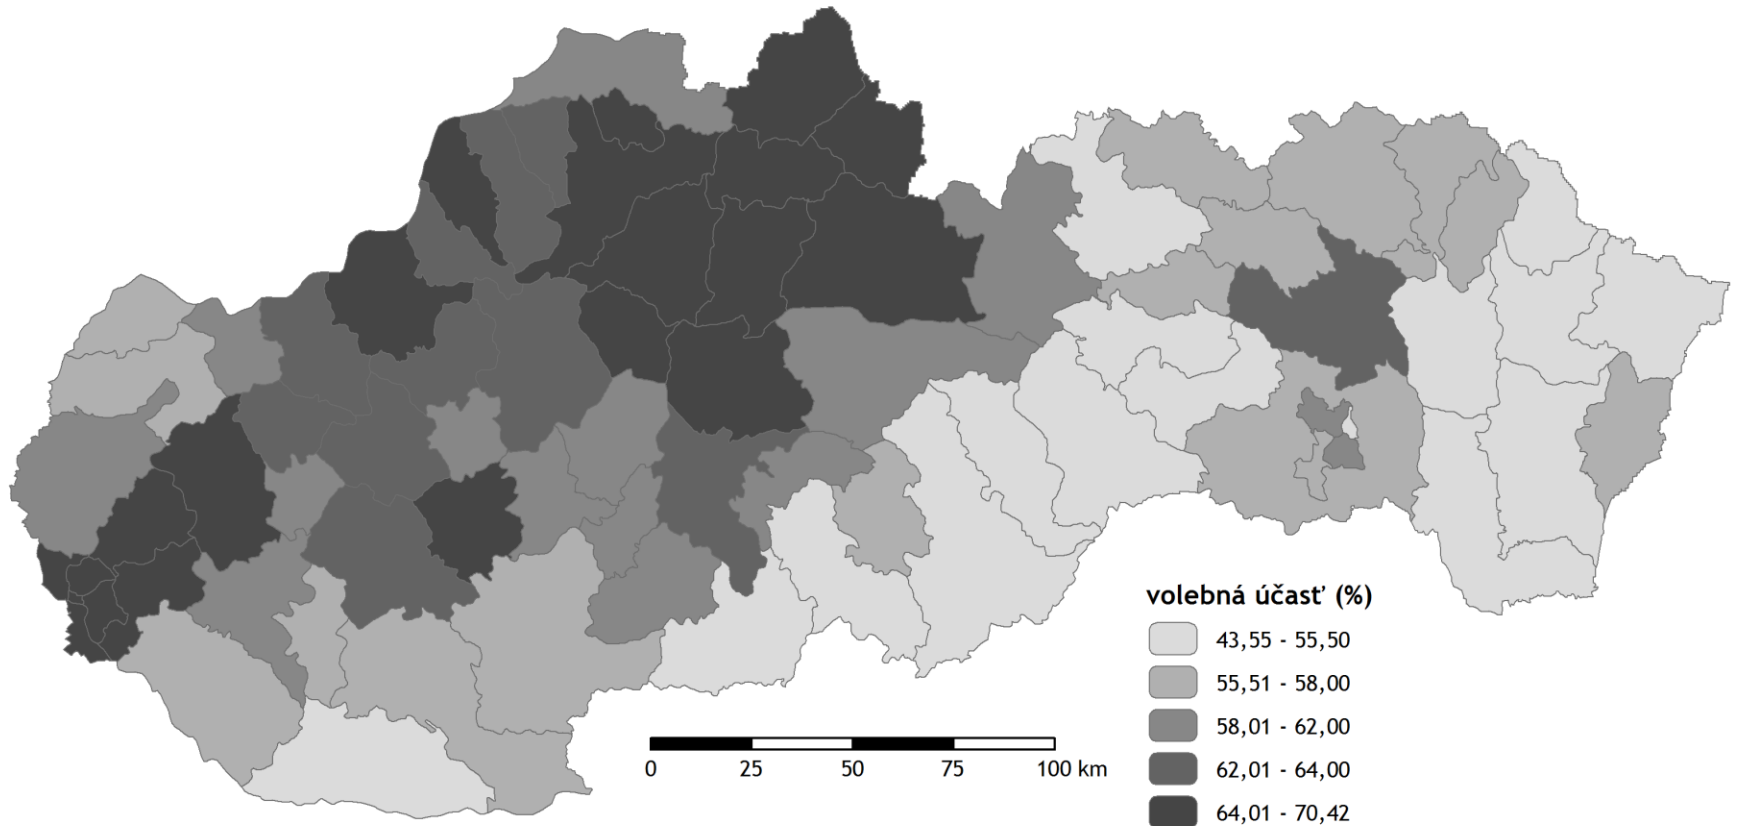 volebná účasť (%)
43,55 - 55,50
55,51 - 58,00
58,01 - 62,00
62,01 - 64,00
64,01 - 70,42
0 25 50 75 100 km